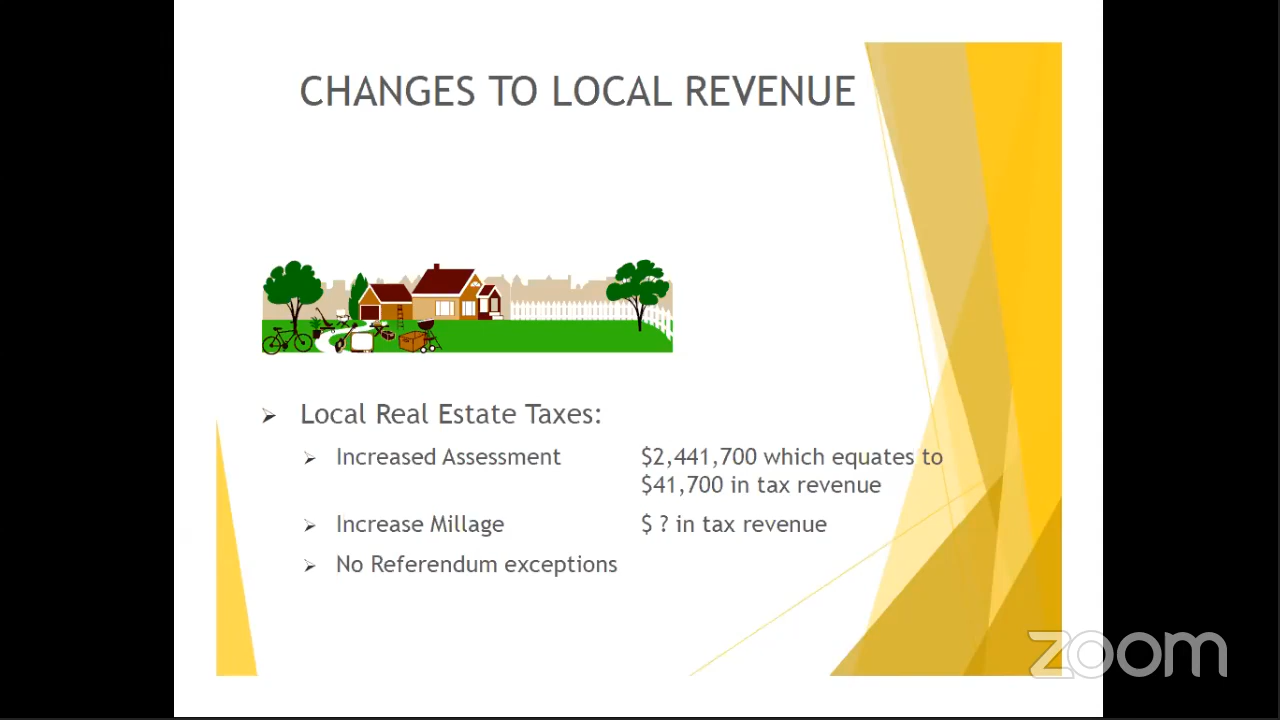 CHANGES TO LOCAL REVENUE
Local Real Estate Taxes:
Increased Assessment $2,441,700 which equates to
$41,700 in tax revenue
Increase Millage $ ? in tax revenue
No Referendum exceptions
zoom